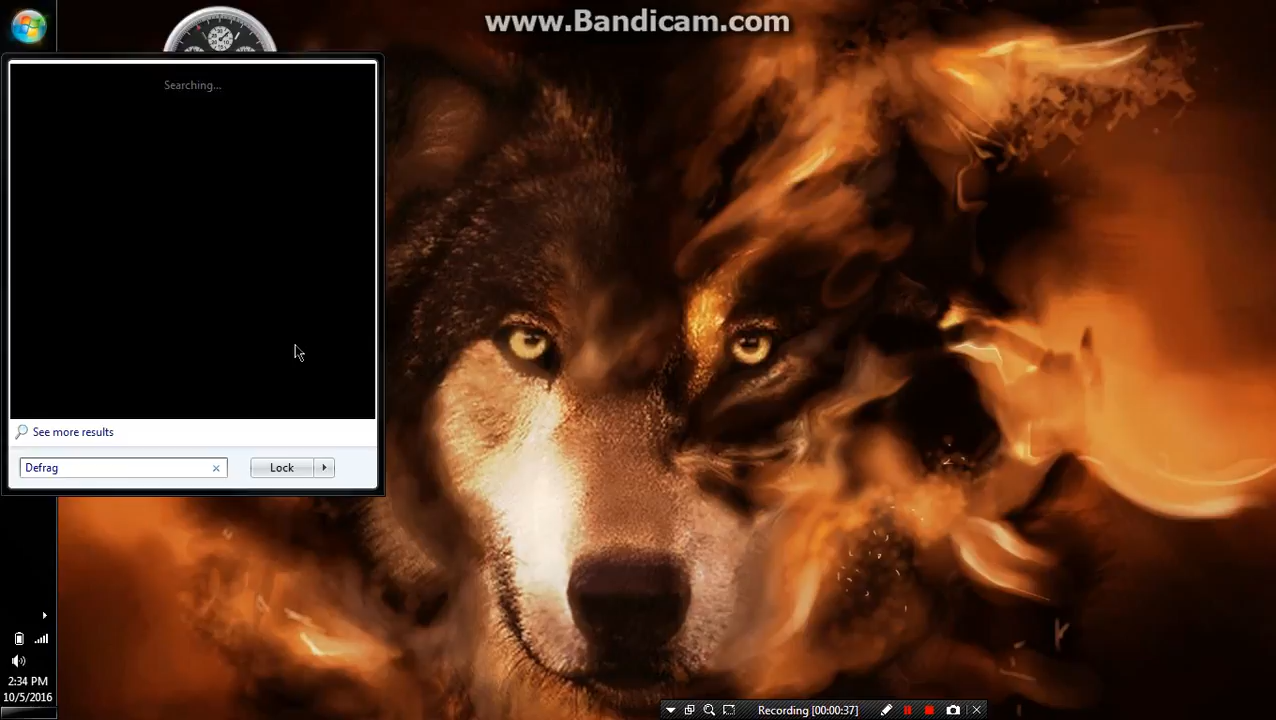 www.Bandicam.com
Searching...
See more results
Defrag
Lock
2:34 PM
10/5/2016
Recording [00:00:37]